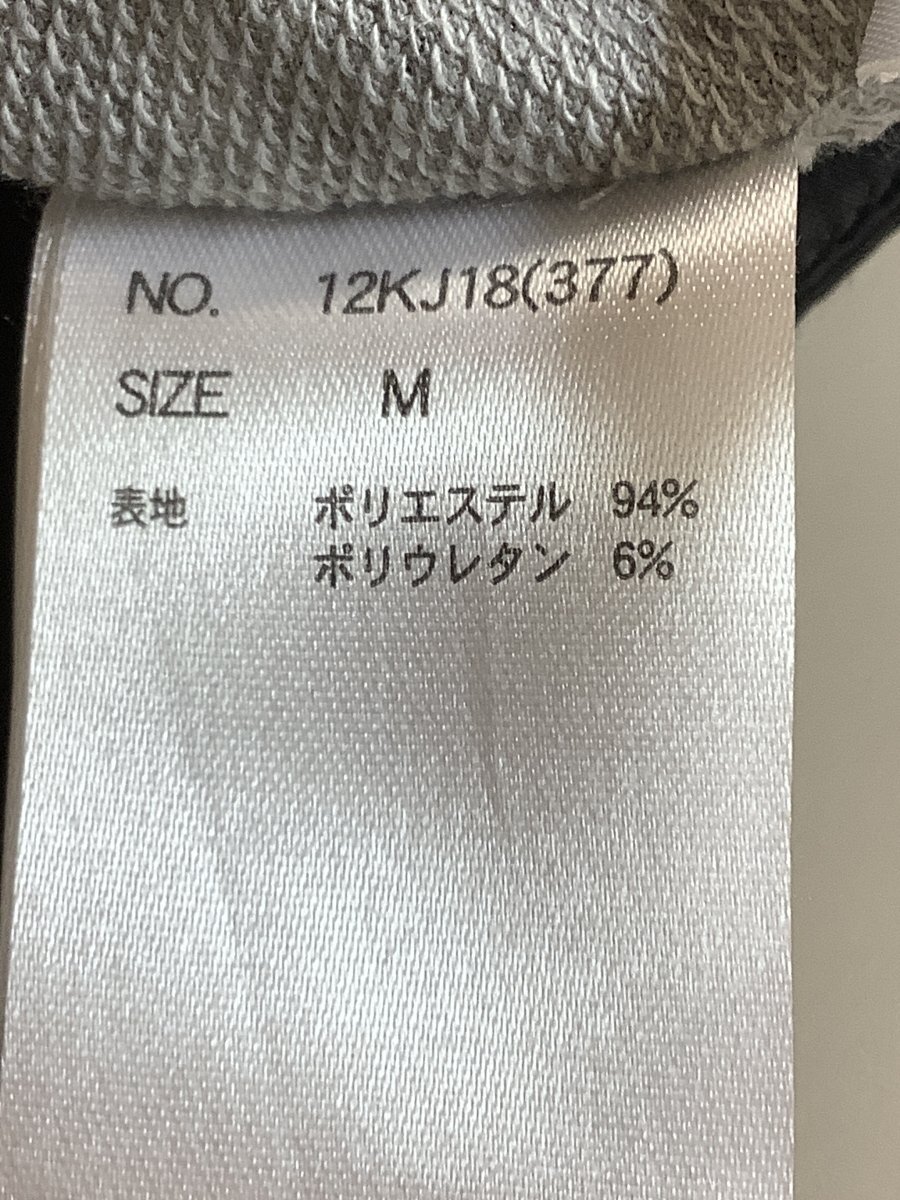 NO. 12KJ18(377)
SIZE M
表地 ポリエステル 94%
ポリウレタン 6%